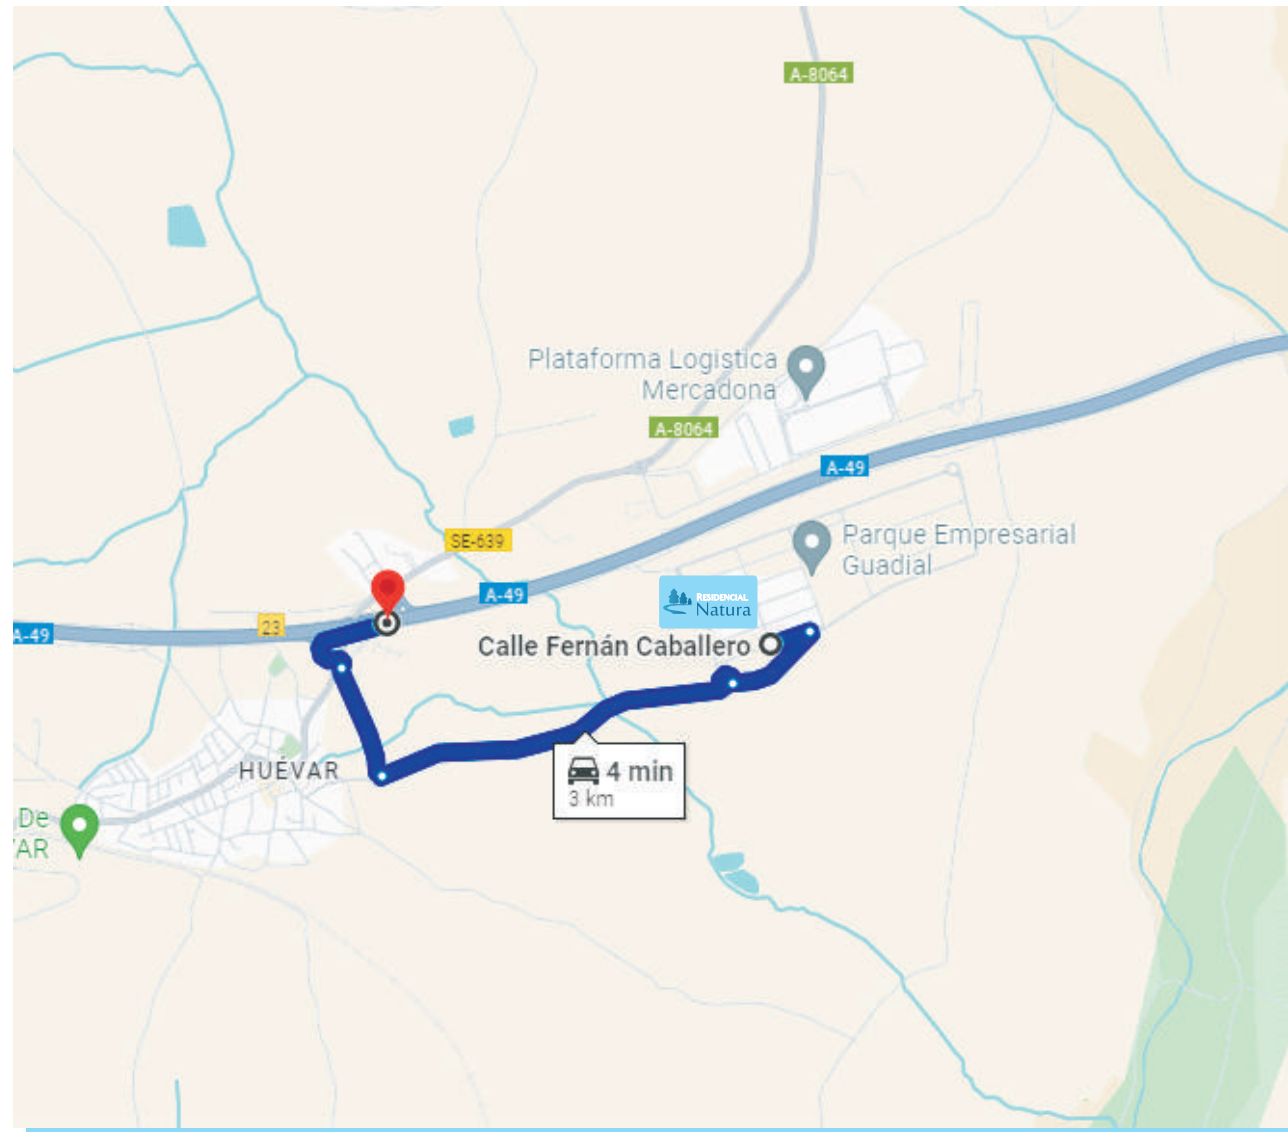 A-8064
Plataforma Logistica
Mercadona
A-8064
A-49
SE-639
Parque Empresarial
Guadial
A-49
RESIDENCIAL
Natura
23
A-49
Calle Fernán Caballero
HUÉVAR
4 min
3 km
De
AR